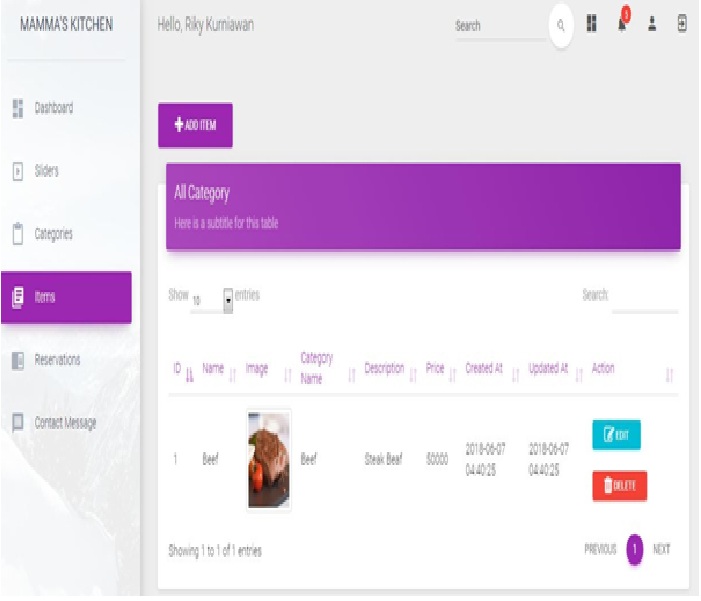 MAMMA'S KITCHEN
Hello, Riky Kurniawan
Search
Dashboard
Sliders
Categories
Items
Reservations
Contact Message
ADD ITEM
All Category
Here is a subtitle for this table
Show 10 entries
Search:
ID Name Image Category Name Description Price Created At Updated At Action
1 Beef Beef Steak Beaf 50000 2018-06-07 04:40:25 2018-06-07 04:40:25 EDIT
DELETE
Showing 1 to 1 of 1 entries
PREVIOUS 1 NEXT